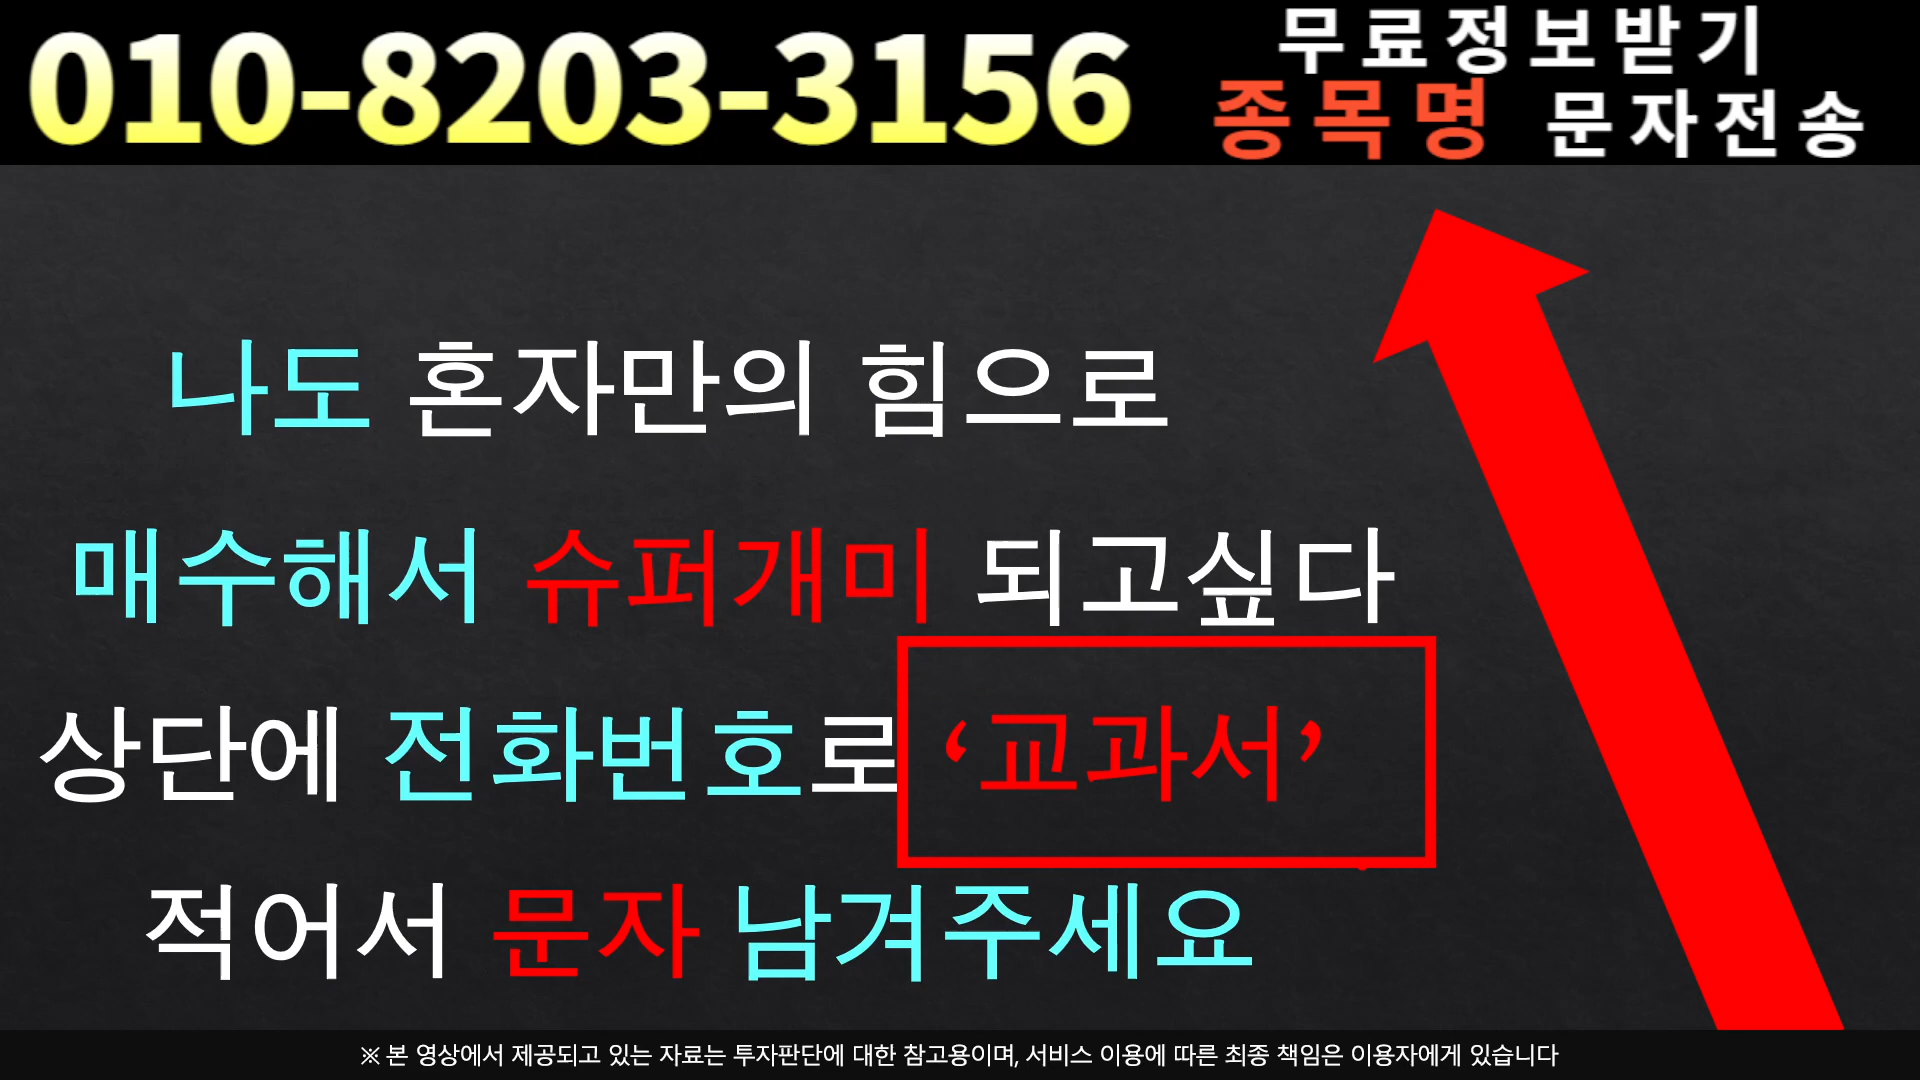 010-8203-3156
무료정보받기
종목명 문자전송
나도 혼자만의 힘으로
매수해서 슈퍼개미 되고싶다
상단에 전화번호로 ‘교과서’
적어서 문자 남겨주세요
※ 본 영상에서 제공되고 있는 자료는 투자판단에 대한 참고용이며, 서비스 이용에 따른 최종 책임은 이용자에게 있습니다